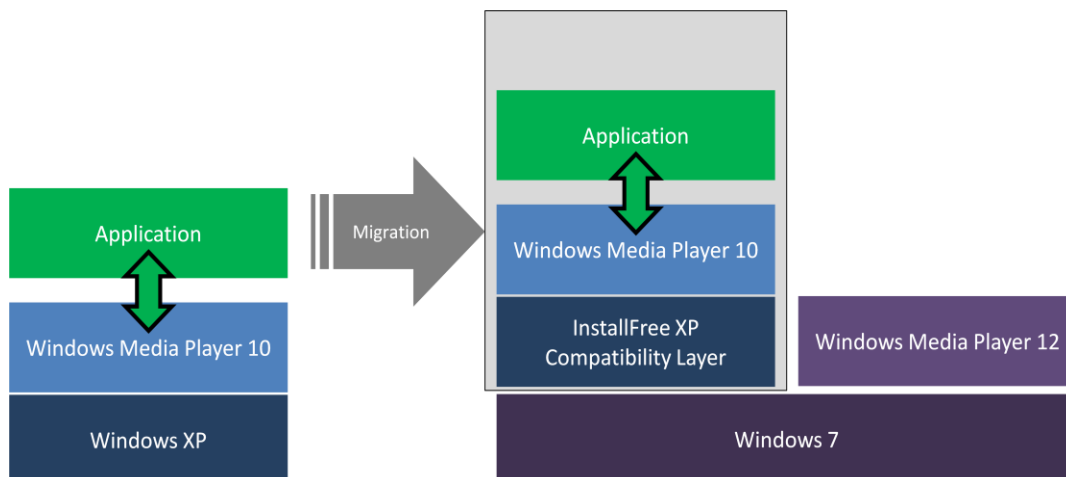 Application
Windows Media Player 10
Windows XP
Migration
Application
Windows Media Player 10
InstallFree XP
Compatibility Layer
Windows Media Player 12
Windows 7